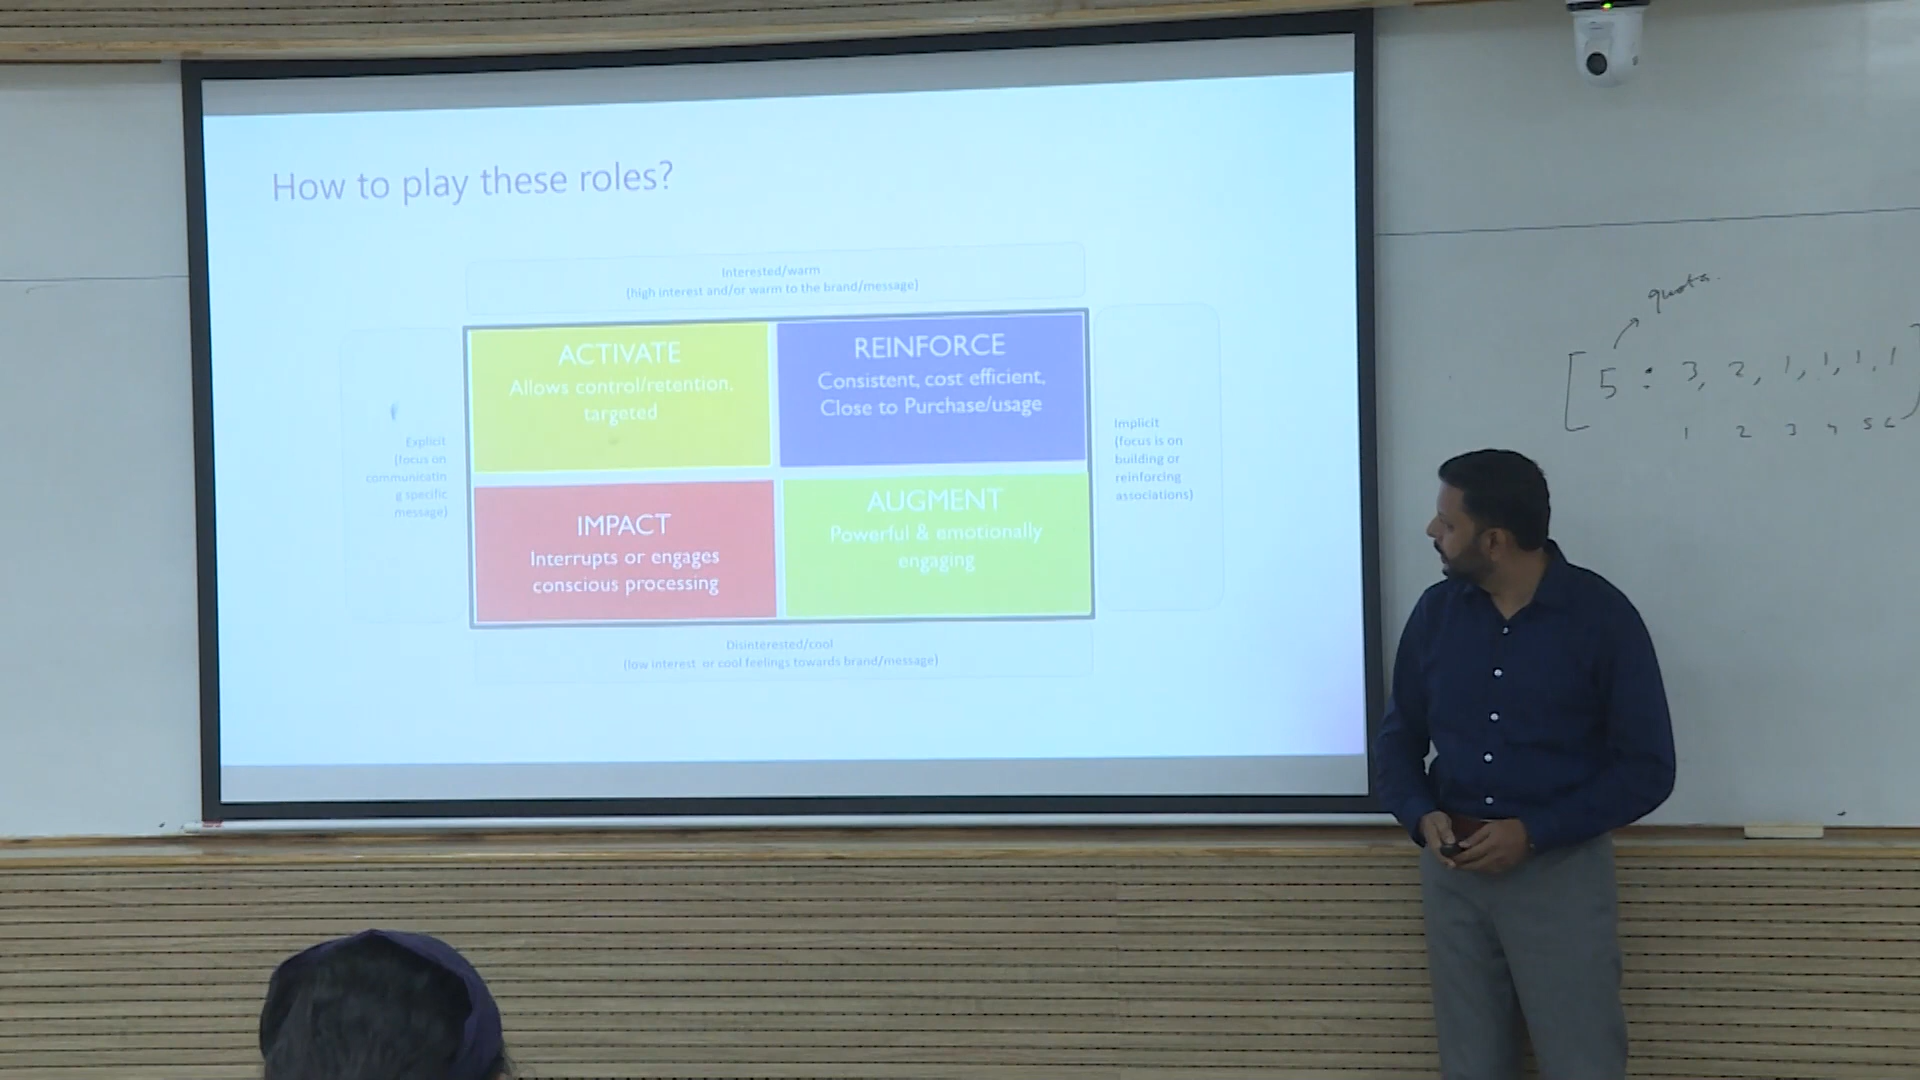 How to play these roles?
Interested/warm
(high interest and/or warm to the brand/message)
ACTIVATE
Allows control/retention,
targeted
REINFORCE
Consistent, cost efficient,
Close to Purchase/usage
Explicit
(focus on
communicatin
g specific
message)
Implicit
(focus is on
building or
reinforcing
associations)
IMPACT
Interrupts or engages
conscious processing
AUGMENT
Powerful & emotionally
engaging
Disinterested/cool
(low interest or cool feelings towards brand/message)
quota
[5 : 3, 2, 1, 1, 1, 1]
1 2 3 4 5 6